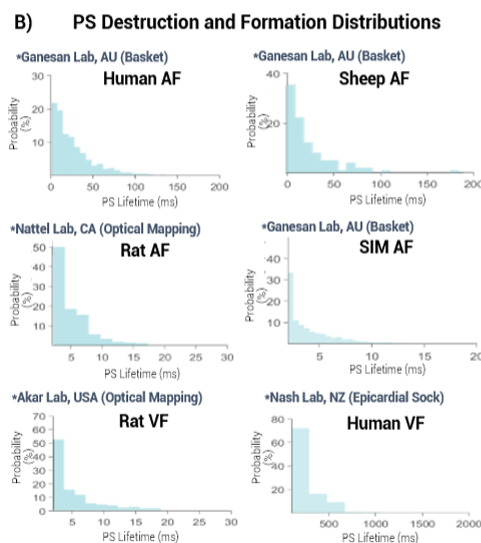 B) PS Destruction and Formation Distributions
*Ganesan Lab, AU (Basket)
Human AF
Probability
(%)
30
20
10
0 50 100 150 200
PS Lifetime (ms)
*Ganesan Lab, AU (Basket)
Sheep AF
Probability
(%)
40
20
0 50 100 150 200
PS Lifetime (ms)
*Nattel Lab, CA (Optical Mapping)
Rat AF
Probability
(%)
50
40
30
20
10
5 10 15 20 25 30
PS Lifetime (ms)
*Ganesan Lab, AU (Basket)
SIM AF
Probability
(%)
40
30
20
10
5 10 15 20
PS Lifetime (ms)
*Akar Lab, USA (Optical Mapping)
Rat VF
Probability
(%)
70
60
50
40
30
20
10
0
5 10 15 20 25 30
PS Lifetime (ms)
*Nash Lab, NZ (Epicardial Sock)
Human VF
Probability
(%)
80
60
40
20
500 1000 1500 2000
PS Lifetime (ms)